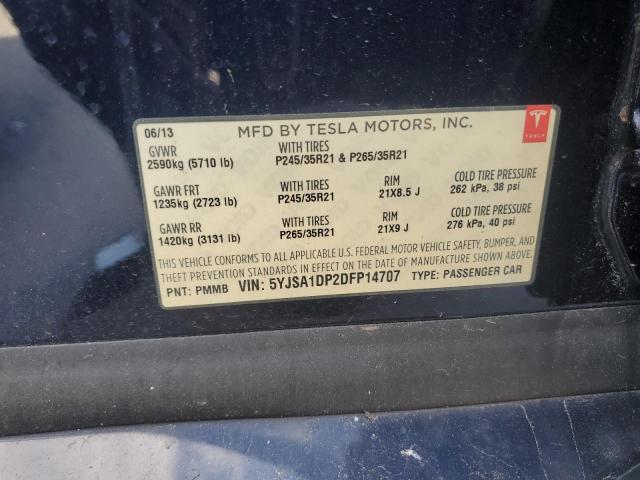 06/13 MFD BY TESLA MOTORS, INC.
GVWR WITH TIRES
2590kg (5710 lb) P245/35R21 & P265/35R21
GAWR FRT WITH TIRES RIM COLD TIRE PRESSURE
1235kg (2723 lb) P245/35R21 21X8.5 J 262 kPa, 38 psi
GAWR RR WITH TIRES RIM COLD TIRE PRESSURE
1420kg (3131 lb) P265/35R21 21X9 J 276 kPa, 40 psi
THIS VEHICLE CONFORMS TO ALL APPLICABLE U.S. FEDERAL MOTOR VEHICLE SAFETY, BUMPER, AND
THEFT PREVENTION STANDARDS IN EFFECT ON THE DATE OF MANUFACTURE SHOWN ABOVE.
PNT: PMMB VIN: 5YJSA1DP2DFP14707 TYPE: PASSENGER CAR